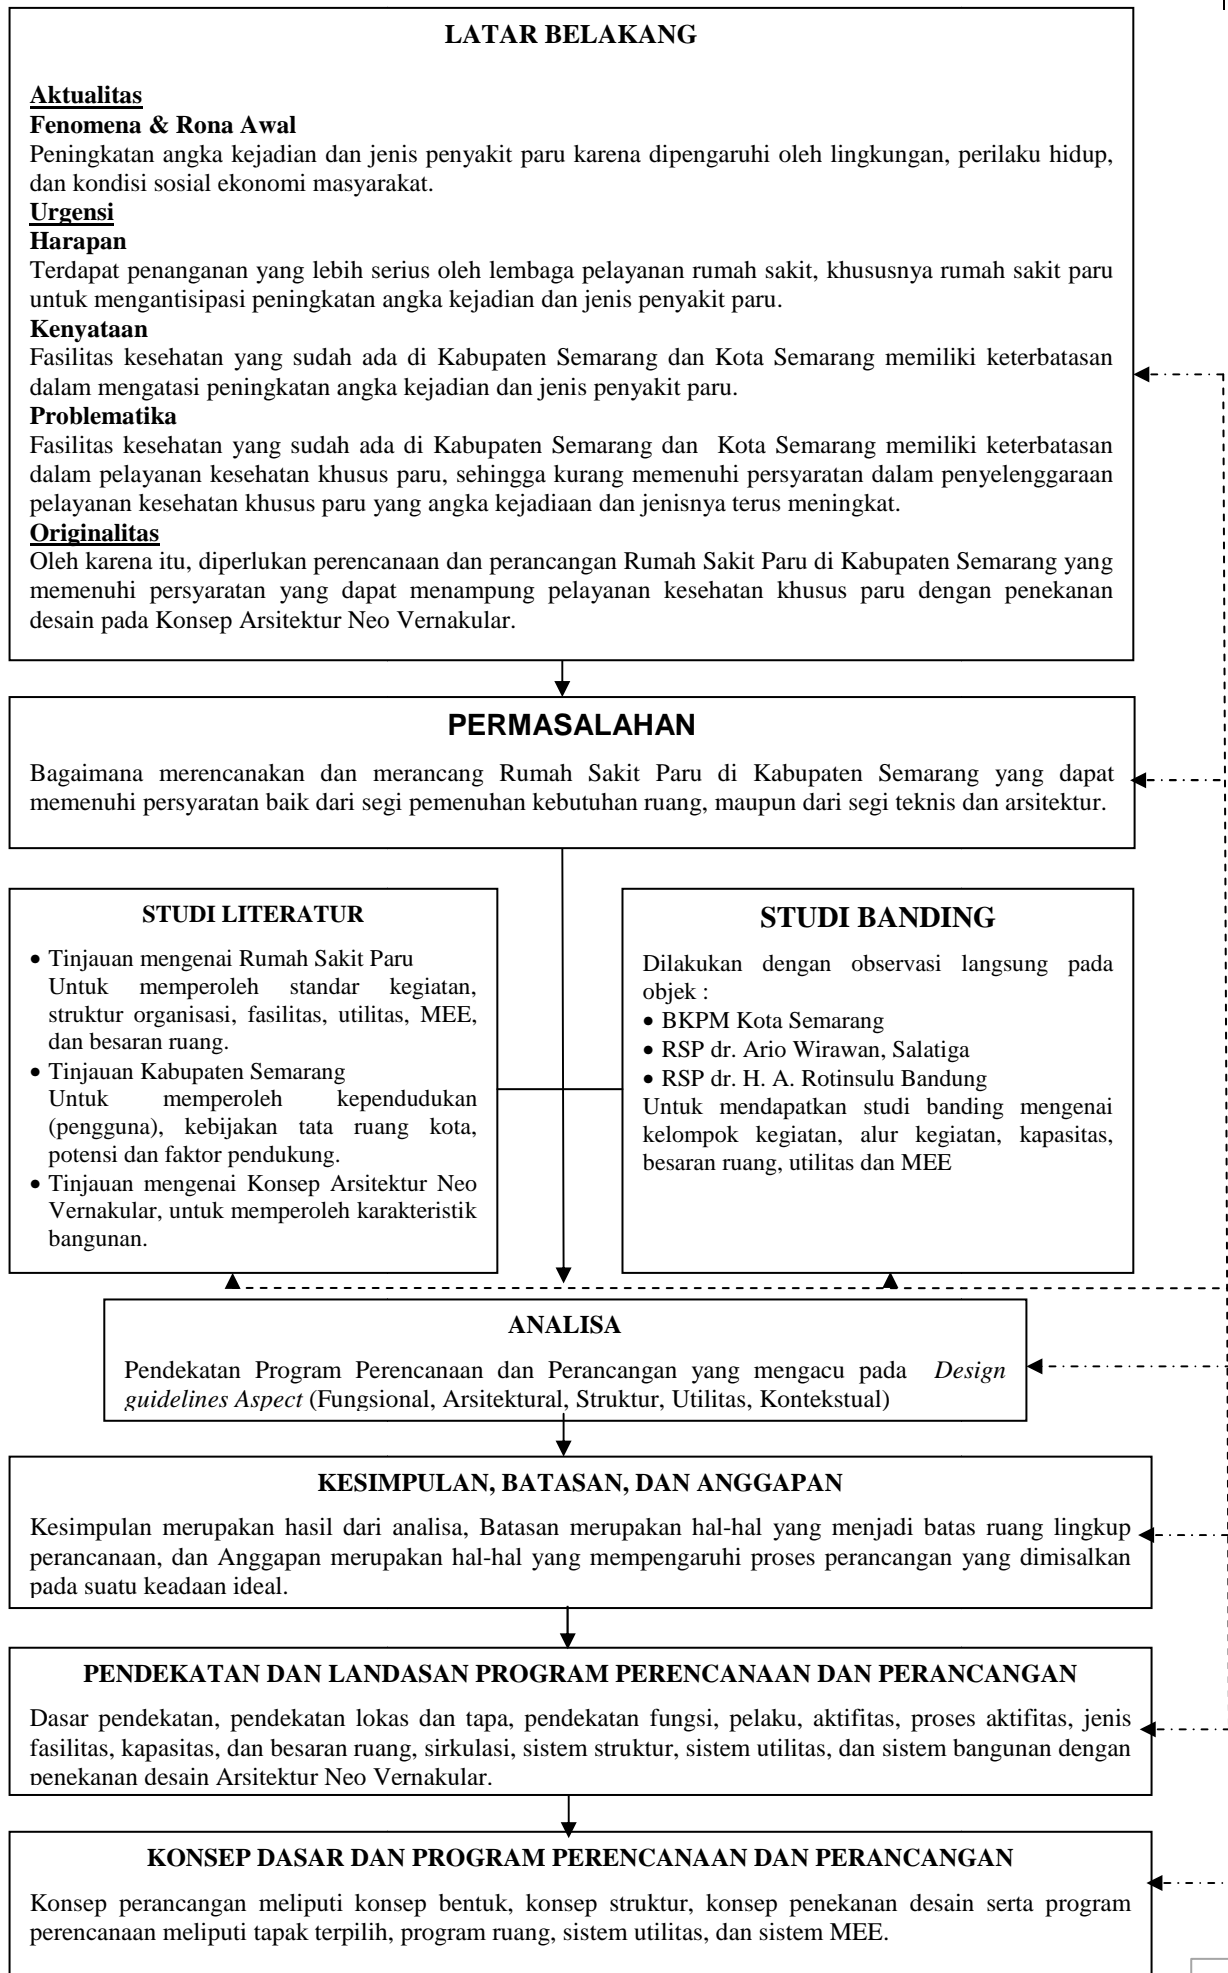 LATAR BELAKANG
Aktualitas
Fenomena & Rona Awal
Peningkatan angka kejadian dan jenis penyakit paru karena dipengaruhi oleh lingkungan, perilaku hidup,
dan kondisi sosial ekonomi masyarakat.
Urgensi
Harapan
Terdapat penanganan yang lebih serius oleh lembaga pelayanan rumah sakit, khususnya rumah sakit paru
untuk mengantisipasi peningkatan angka kejadian dan jenis penyakit paru.
Kenyataan
Fasilitas kesehatan yang sudah ada di Kabupaten Semarang dan Kota Semarang memiliki keterbatasan
dalam mengatasi peningkatan angka kejadian dan jenis penyakit paru.
Problematika
Fasilitas kesehatan yang sudah ada di Kabupaten Semarang dan Kota Semarang memiliki keterbatasan
dalam pelayanan kesehatan khusus paru, sehingga kurang memenuhi persyaratan dalam penyelenggaraan
pelayanan kesehatan khusus paru yang angka kejadiaan dan jenisnya terus meningkat.
Originalitas
Oleh karena itu, diperlukan perencanaan dan perancangan Rumah Sakit Paru di Kabupaten Semarang yang
memenuhi persyaratan yang dapat menampung pelayanan kesehatan khusus paru dengan penekanan
desain pada Konsep Arsitektur Neo Vernakular.
PERMASALAHAN
Bagaimana merencanakan dan merancang Rumah Sakit Paru di Kabupaten Semarang yang dapat
memenuhi persyaratan baik dari segi pemenuhan kebutuhan ruang, maupun dari segi teknis dan arsitektur.
STUDI LITERATUR
• Tinjauan mengenai Rumah Sakit Paru
Untuk memperoleh standar kegiatan,
struktur organisasi, fasilitas, utilitas, MEE,
dan besaran ruang.
• Tinjauan Kabupaten Semarang
Untuk memperoleh kependudukan
(pengguna), kebijakan tata ruang kota,
potensi dan faktor pendukung.
• Tinjauan mengenai Konsep Arsitektur Neo
Vernakular, untuk memperoleh karakteristik
bangunan.
STUDI BANDING
Dilakukan dengan observasi langsung pada
objek :
• BKPM Kota Semarang
• RSP dr. Ario Wirawan, Salatiga
• RSP dr. H. A. Rotinsulu Bandung
Untuk mendapatkan studi banding mengenai
kelompok kegiatan, alur kegiatan, kapasitas,
besaran ruang, utilitas dan MEE
ANALISA
Pendekatan Program Perencanaan dan Perancangan yang mengacu pada Design
guidelines Aspect (Fungsional, Arsitektural, Struktur, Utilitas, Kontekstual)
KESIMPULAN, BATASAN, DAN ANGGAPAN
Kesimpulan merupakan hasil dari analisa, Batasan merupakan hal-hal yang menjadi batas ruang lingkup
perancanaan, dan Anggapan merupakan hal-hal yang mempengaruhi proses perancangan yang dimisalkan
pada suatu keadaan ideal.
PENDEKATAN DAN LANDASAN PROGRAM PERENCANAAN DAN PERANCANGAN
Dasar pendekatan, pendekatan lokas dan tapa, pendekatan fungsi, pelaku, aktifitas, proses aktifitas, jenis
fasilitas, kapasitas, dan besaran ruang, sirkulasi, sistem struktur, sistem utilitas, dan sistem bangunan dengan
penekanan desain Arsitektur Neo Vernakular.
KONSEP DASAR DAN PROGRAM PERENCANAAN DAN PERANCANGAN
Konsep perancangan meliputi konsep bentuk, konsep struktur, konsep penekanan desain serta program
perencanaan meliputi tapak terpilih, program ruang, sistem utilitas, dan sistem MEE.